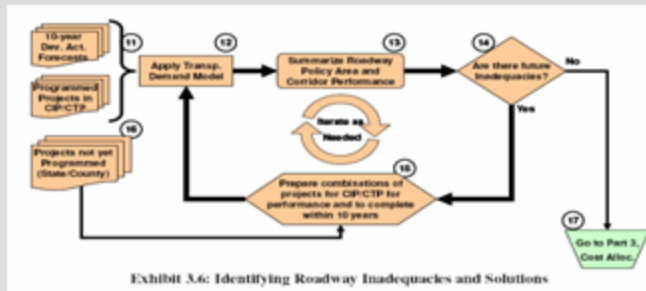 10-year
Dev. Act.
Forecasts
11
Programmed
Projects in
CIP/CTP
12
Apply Transp.
Demand Model
13
Summarize Roadway
Policy Area and
Corridor Performance
14
Are there future
Inadequacies?
No
Yes
Iterate as
Needed
16
Projects not yet
Programmed
(State/County)
15
Prepare combinations of
projects for CIP/CTP for
performance and to complete
within 10 years
17
Go to Part 3,
Cost Alloc.
Exhibit 3.6: Identifying Roadway Inadequacies and Solutions